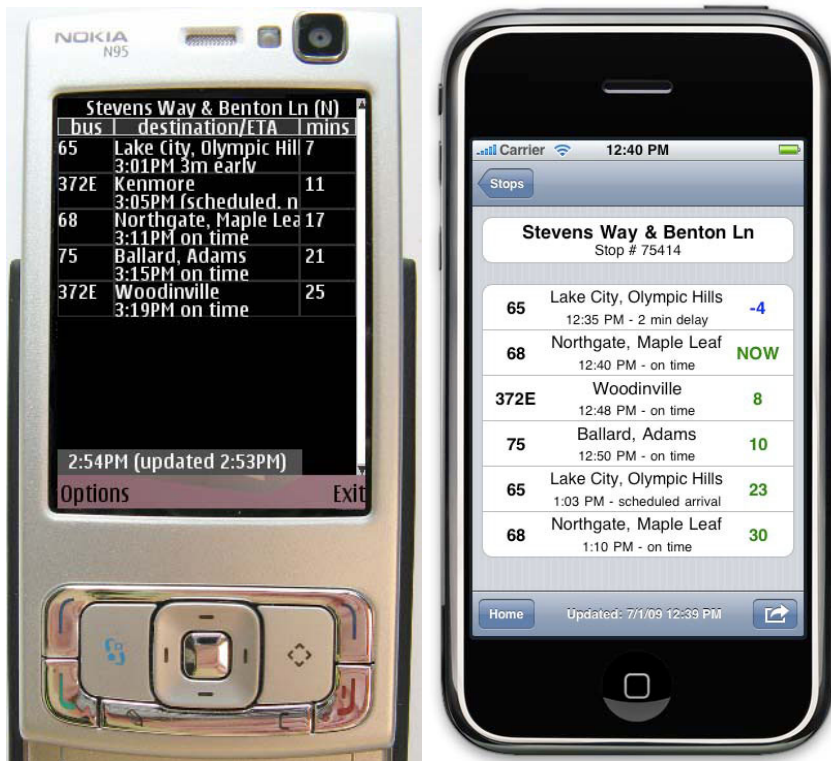 NOKIA
N95
Stevens Way & Benton Ln (N)
bus destination/ETA mins
65 Lake City, Olympic Hill 7
3:01PM 3m early
372E Kenmore 11
3:05PM (scheduled, n
68 Northgate, Maple Lea 17
3:11PM on time
75 Ballard, Adams 21
3:15PM on time
372E Woodinville 25
3:19PM on time
2:54PM (updated 2:53PM)
Options Exit
Carrier 12:40 PM
Stops
Stevens Way & Benton Ln
Stop # 75414
65 Lake City, Olympic Hills -4
12:35 PM - 2 min delay
68 Northgate, Maple Leaf NOW
12:40 PM - on time
372E Woodinville 8
12:48 PM - on time
75 Ballard, Adams 10
12:50 PM - on time
65 Lake City, Olympic Hills 23
1:03 PM - scheduled arrival
68 Northgate, Maple Leaf 30
1:10 PM - on time
Home Updated: 7/1/09 12:39 PM